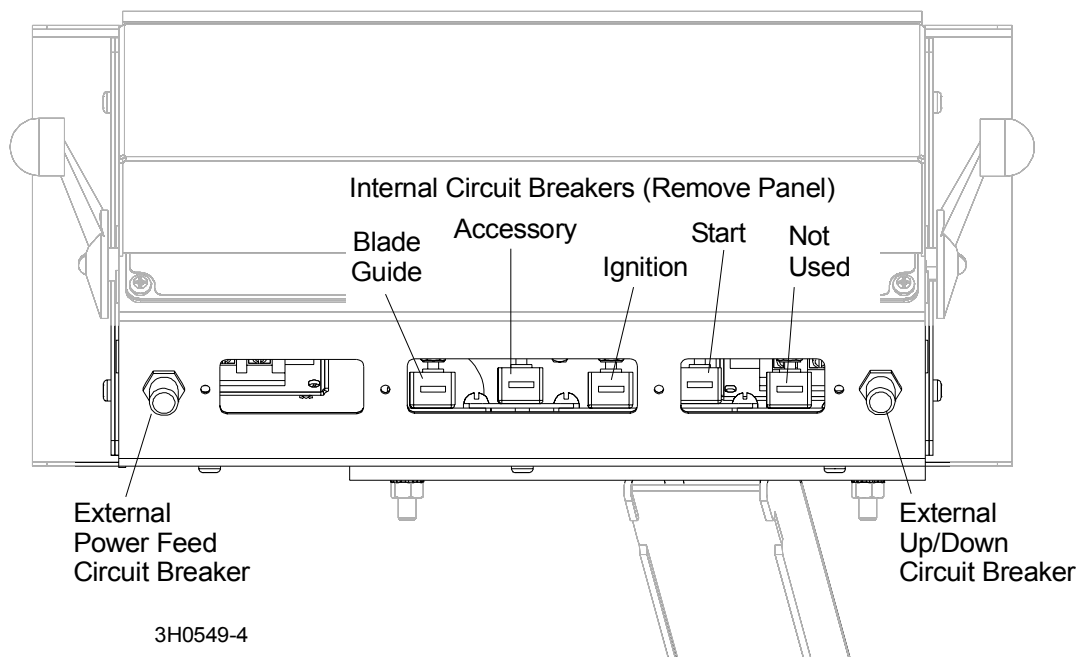 Internal Circuit Breakers (Remove Panel)
Blade
Guide
Accessory
Ignition
Start
Not
Used
External
Power Feed
Circuit Breaker
External
Up/Down
Circuit Breaker
3H0549-4